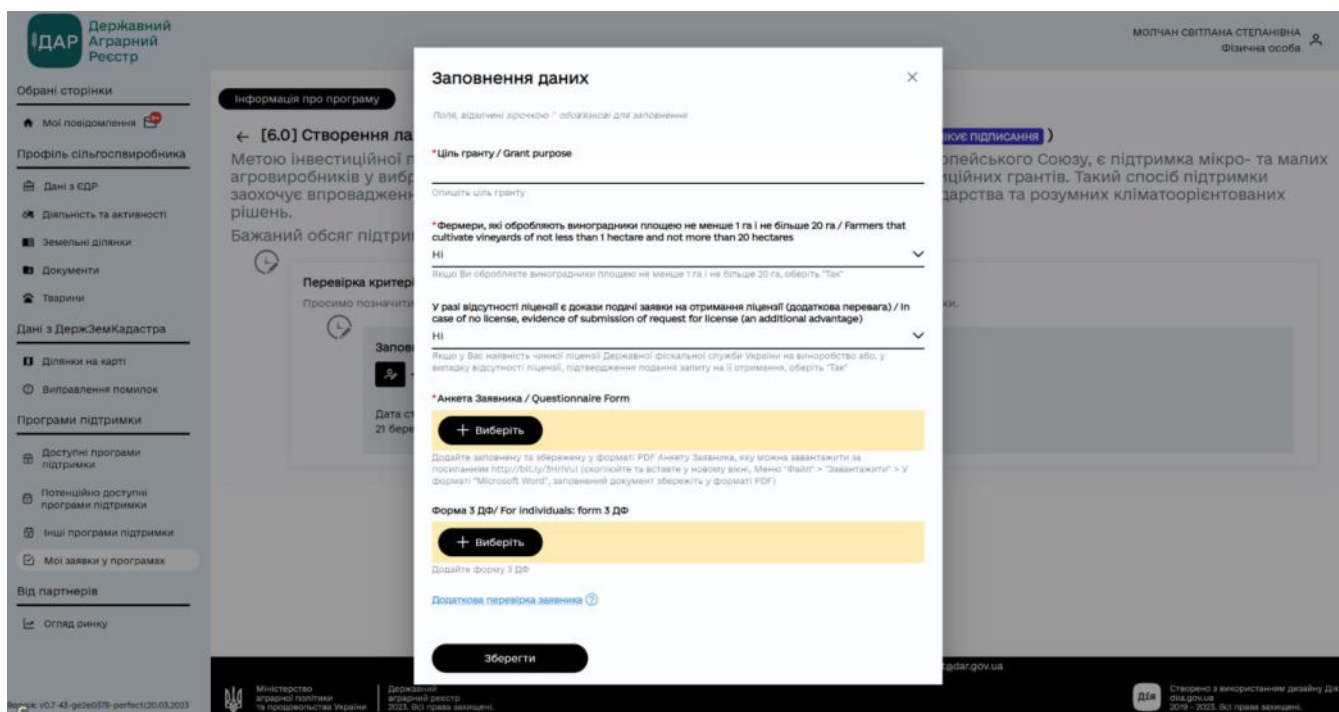 ДАР
Державний
Аграрний
Реєстр
МОЛЧАН СВІТЛАНА СТЕПАНІВНА
Фізична особа
Обрані сторінки
Мої повідомлення
Профіль сільгоспвиробника
Дані з ЄДР
Діяльність та активності
Земельні ділянки
Документи
Тварини
Дані з ДержЗемКадастра
Ділянки на карті
Виправлення помилок
Програми підтримки
Доступні програми
підтримки
Потенційно доступні
програми підтримки
Інші програми підтримки
Мої заявки у програмах
Від партнерів
Огляд ринку
Інформація про програму
← [6.0] Створення ла
ІКУЄ ПІДПИСАННЯ )
Метою інвестиційної п
опейського Союзу, є підтримка мікро- та малих
агровиробників у вибр
иційних грантів. Такий спосіб підтримки
заохочує впровадженн
дарства та розумних кліматоорієнтованих
рішень.
Бажаний обсяг підтри
Перевірка критері
Просимо позначити
ки.
Запов
Дата ст
21 бере
Заповнення даних
Поля, відмічені зірочкою * обов'язкові для заповнення
*Ціль гранту / Grant purpose
Опишіть ціль гранту
*Фермери, які обробляють виноградники площею не менше 1 га і не більше 20 га / Farmers that
cultivate vineyards of not less than 1 hectare and not more than 20 hectares
Ні
Якщо Ви обробляєте виноградники площею не менше 1 га і не більше 20 га, оберіть "Так"
У разі відсутності ліцензії є докази подачі заявки на отримання ліцензії (додаткова перевага) / In
case of no license, evidence of submission of request for license (an additional advantage)
Ні
Якщо у Вас наявність чинної ліцензії Державної фіскальної служби України на виноробство або, у
випадку відсутності ліцензії, підтвердження подання запиту на її отримання, оберіть "Так"
*Анкета Заявника / Questionnaire Form
+ Виберіть
Додайте заповнену та збережену у форматі PDF Анкету Заявника, яку можна завантажити за
посиланням (скопіюйте та вставте у новому вікні, Меню "Файл" > "Завантажити" > У
форматі "Microsoft Word", заповнений документ збережіть у форматі PDF)
Форма 3 ДФ/ For individuals: form 3 ДФ
+ Виберіть
Додайте форму 3 ДФ
Додаткова перевірка заявника ?
Зберегти
t@dar.gov.ua
Міністерство
аграрної політики
та продовольства України
Державний
аграрний реєстр
2023. Всі права захищені.
Дія
Створено з використанням дизайну Дія
diia.gov.ua
2019 - 2023. Всі права захищені.